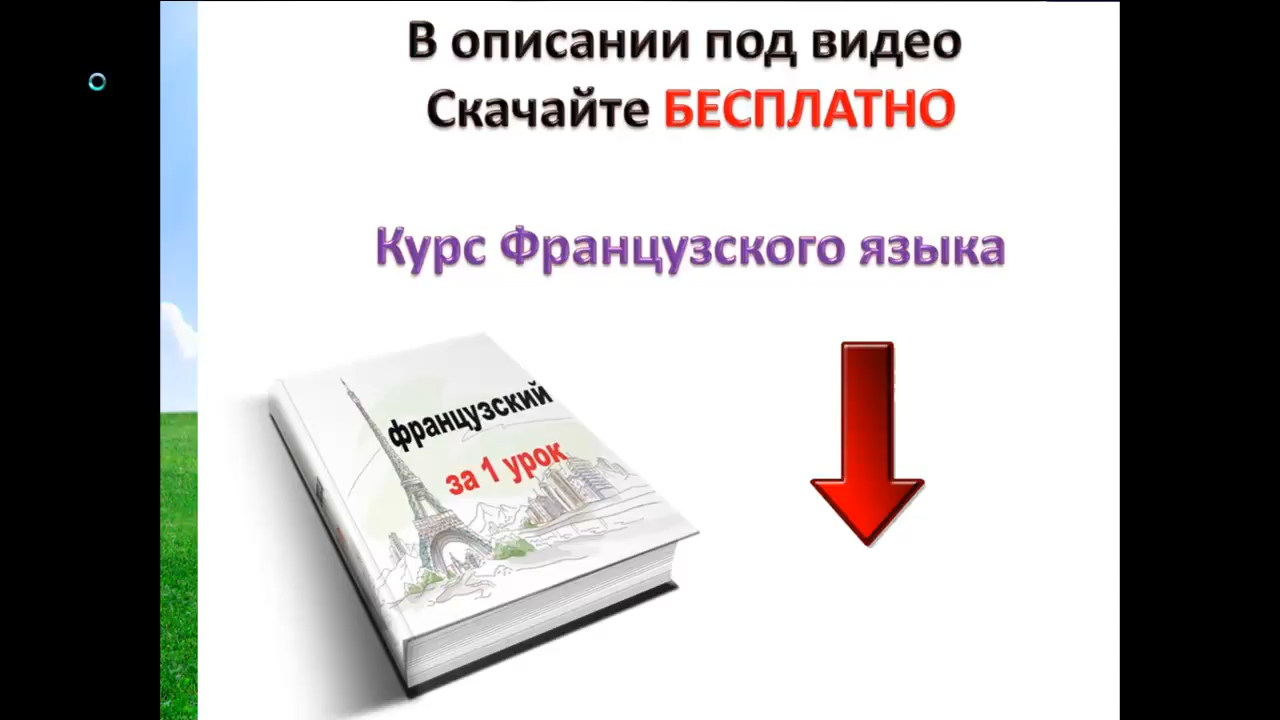 В описании под видео
Скачайте БЕСПЛАТНО
Курс Французского языка
французский
за 1 урок